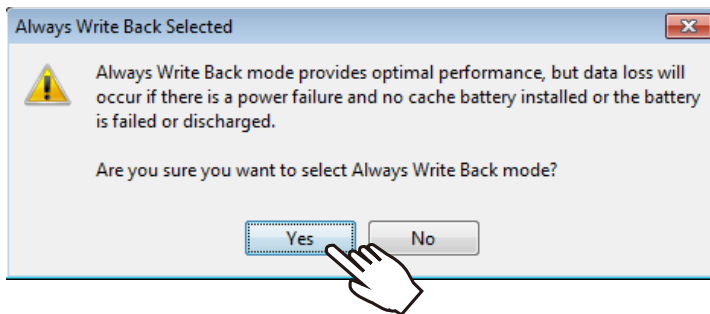 Always Write Back Selected
Always Write Back mode provides optimal performance, but data loss will
occur if there is a power failure and no cache battery installed or the battery
is failed or discharged.
Are you sure you want to select Always Write Back mode?
Yes No